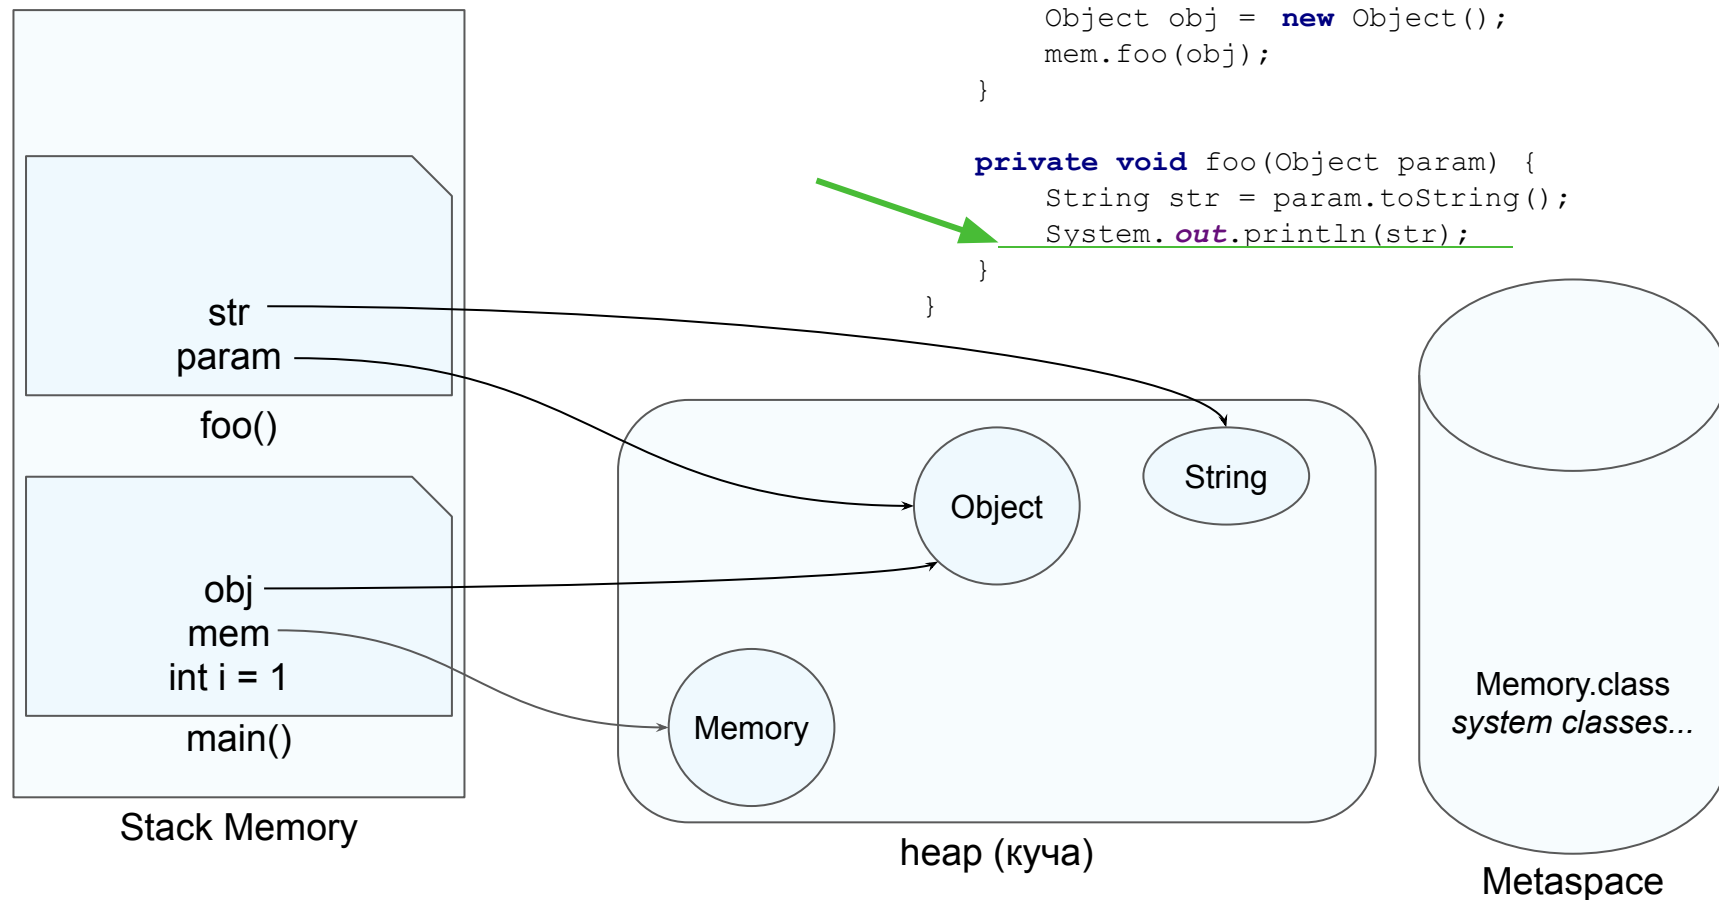 Object obj = new Object();
mem.foo(obj);
}
private void foo(Object param) {
String str = param.toString();
System.out.println(str);
}
}
str
param
foo()
obj
mem
int i = 1
main()
Stack Memory
Object
String
Memory
heap (куча)
Memory.class
system classes...
Metaspace